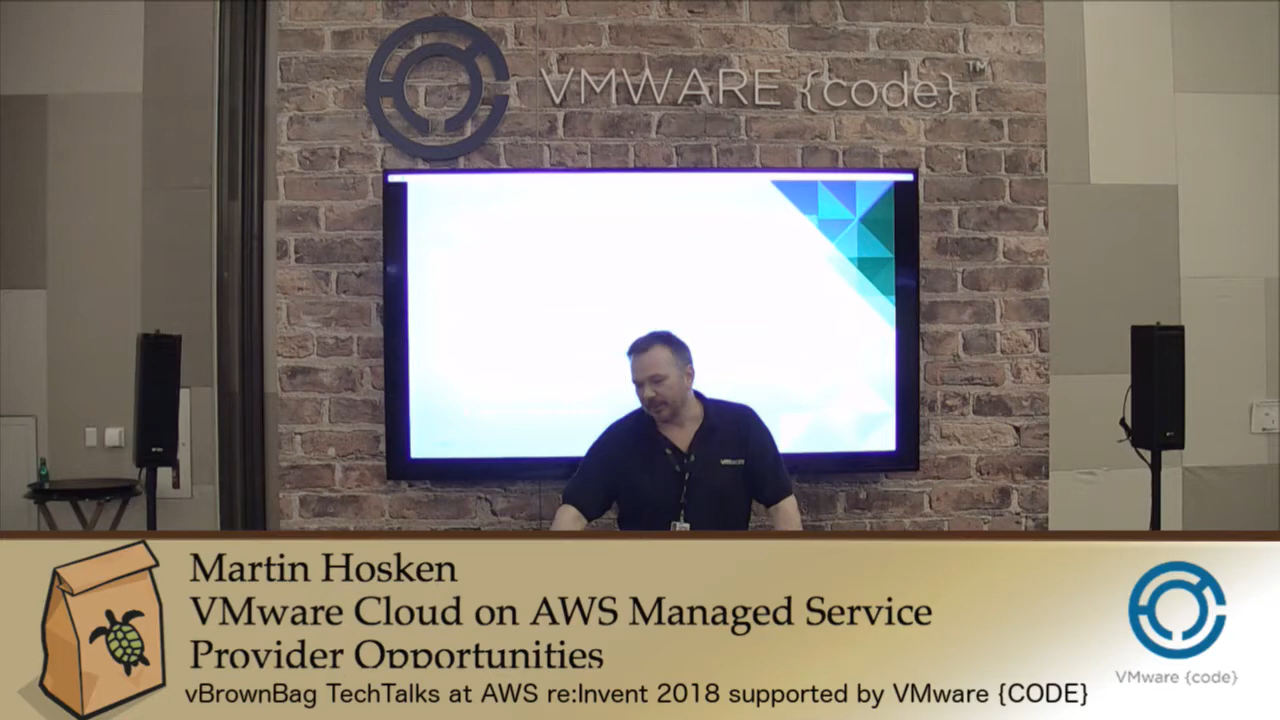 VMWARE {code}™
vmware
Martin Hosken
VMware Cloud on AWS Managed Service
Provider Opportunities
vBrownBag TechTalks at AWS re:Invent 2018 supported by VMware {CODE}
VMware {code}